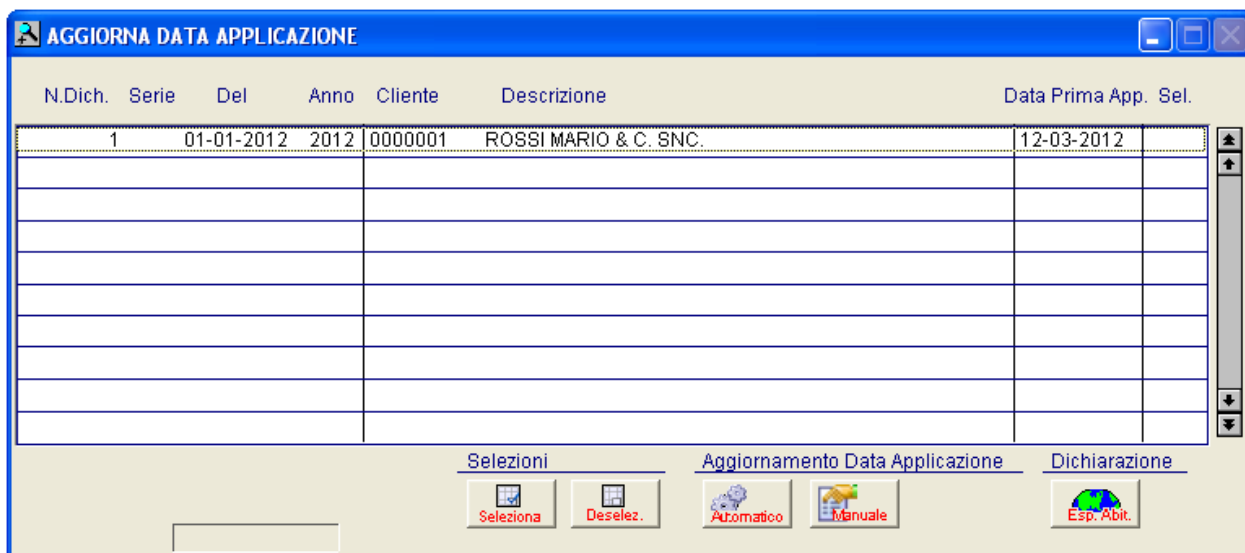 AGGIORNA DATA APPLICAZIONE
N.Dich. Serie Del Anno Cliente Descrizione Data Prima App. Sel.
1 01-01-2012 2012 0000001 ROSSI MARIO & C. SNC. 12-03-2012
Selezioni Aggiornamento Data Applicazione Dichiarazione
Seleziona Deselez. Automatico Manuale Esp. Abit.